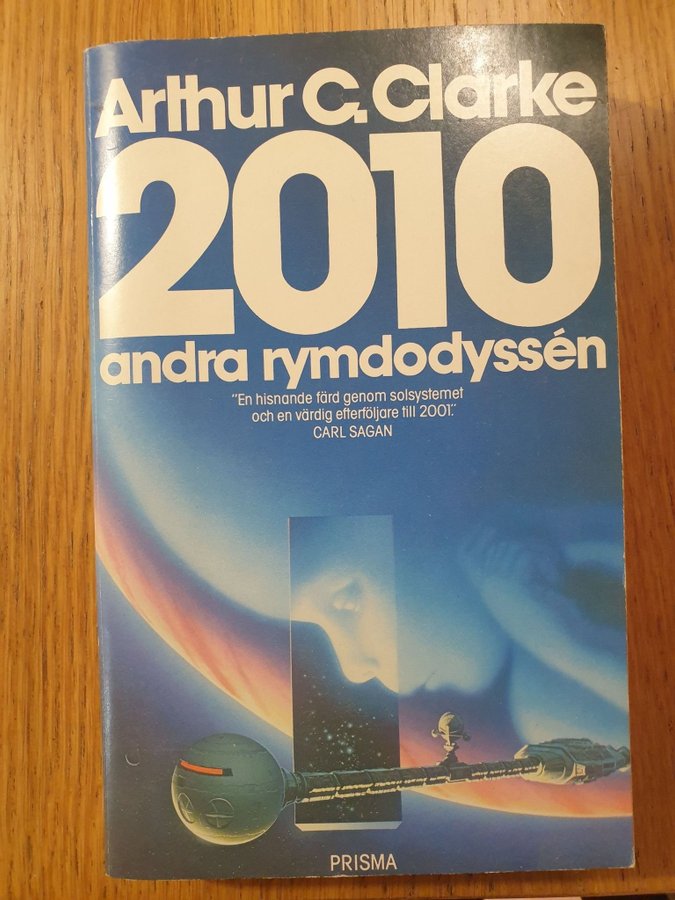 Arthur C. Clarke
2010
andra rymdodyssén
"En hisnande färd genom solsystemet
och en värdig efterföljare till 2001."
CARL SAGAN
PRISMA